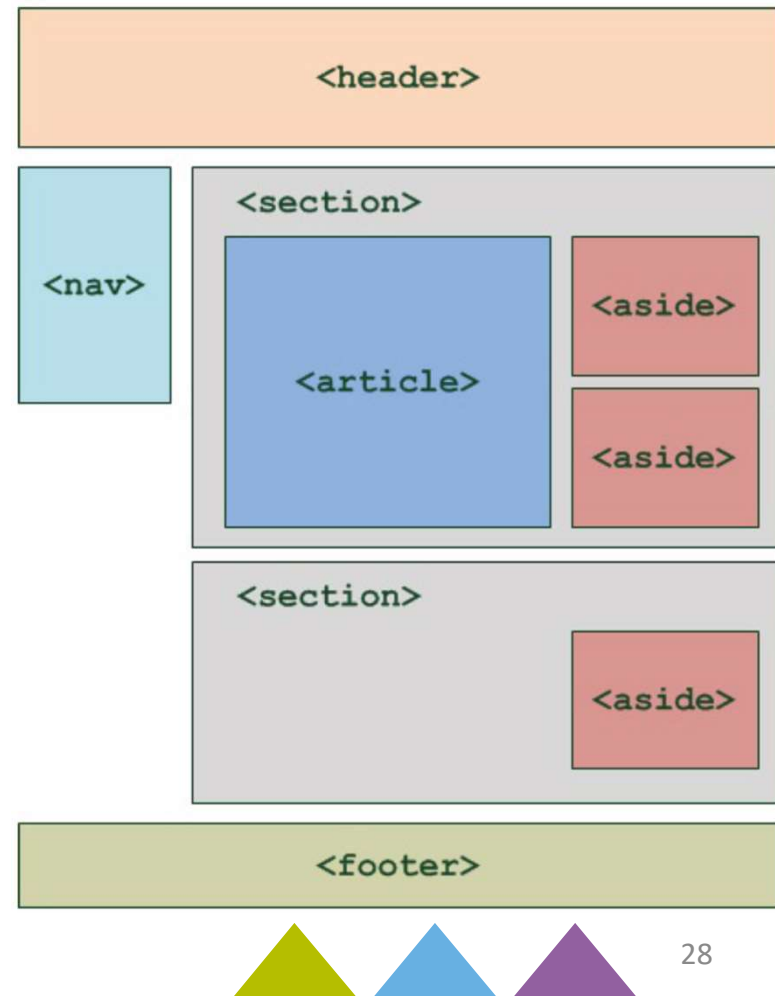 <header>
<nav>
<section>
<article>
<aside>
<aside>
<section>
<aside>
<footer>
28